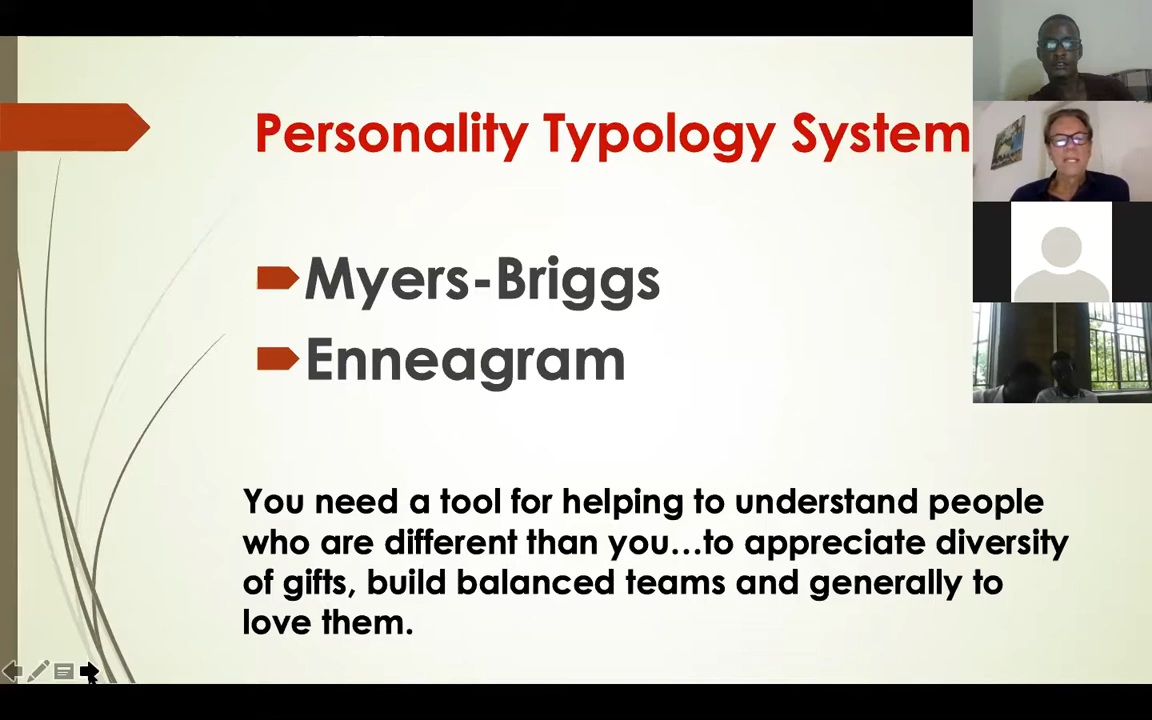 Personality Typology System
Myers-Briggs
Enneagram
You need a tool for helping to understand people
who are different than you...to appreciate diversity
of gifts, build balanced teams and generally to
love them.